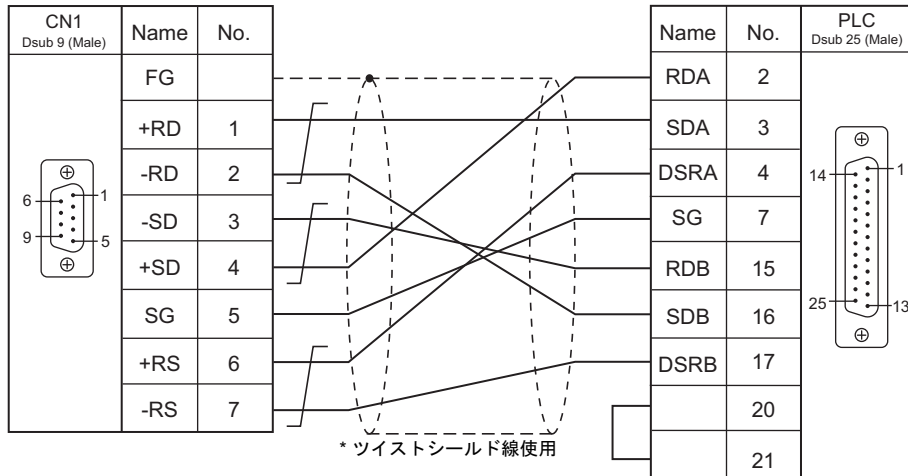 CN1
Dsub 9 (Male)
Name No.
FG
+RD 1
-RD 2
-SD 3
+SD 4
SG 5
+RS 6
-RS 7
6
1
9
5
* ツイストシールド線使用
Name No.
PLC
Dsub 25 (Male)
RDA 2
SDA 3
DSRA 4
SG 7
RDB 15
SDB 16
DSRB 17
20
21
14
1
25
13